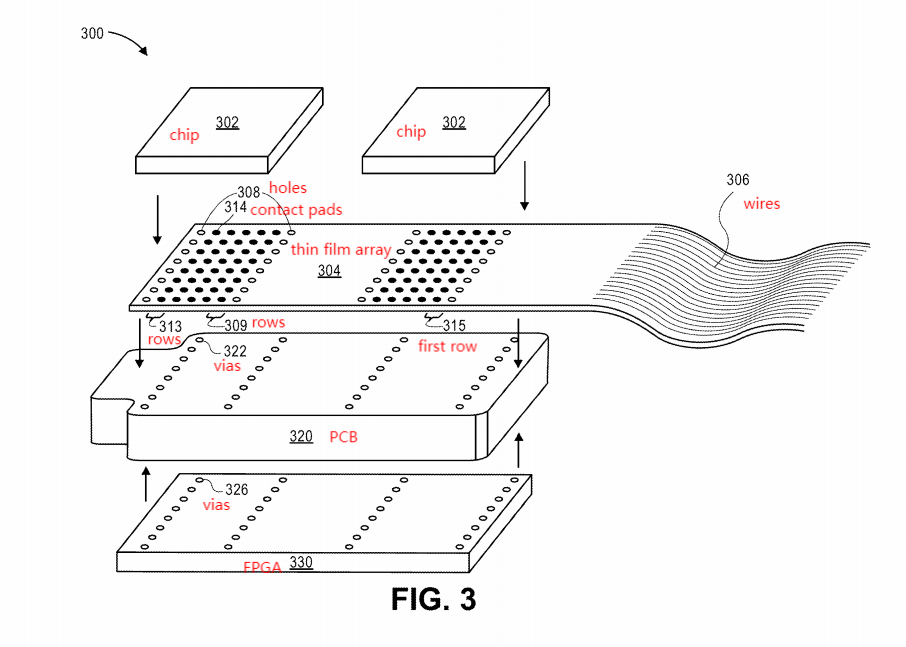 300
302
chip
302
chip
308 holes
314 contact pads
306
wires
thin film array
304
313
rows
309 rows
315
first row
322
vias
320 PCB
326
vias
FPGA 330
FIG. 3